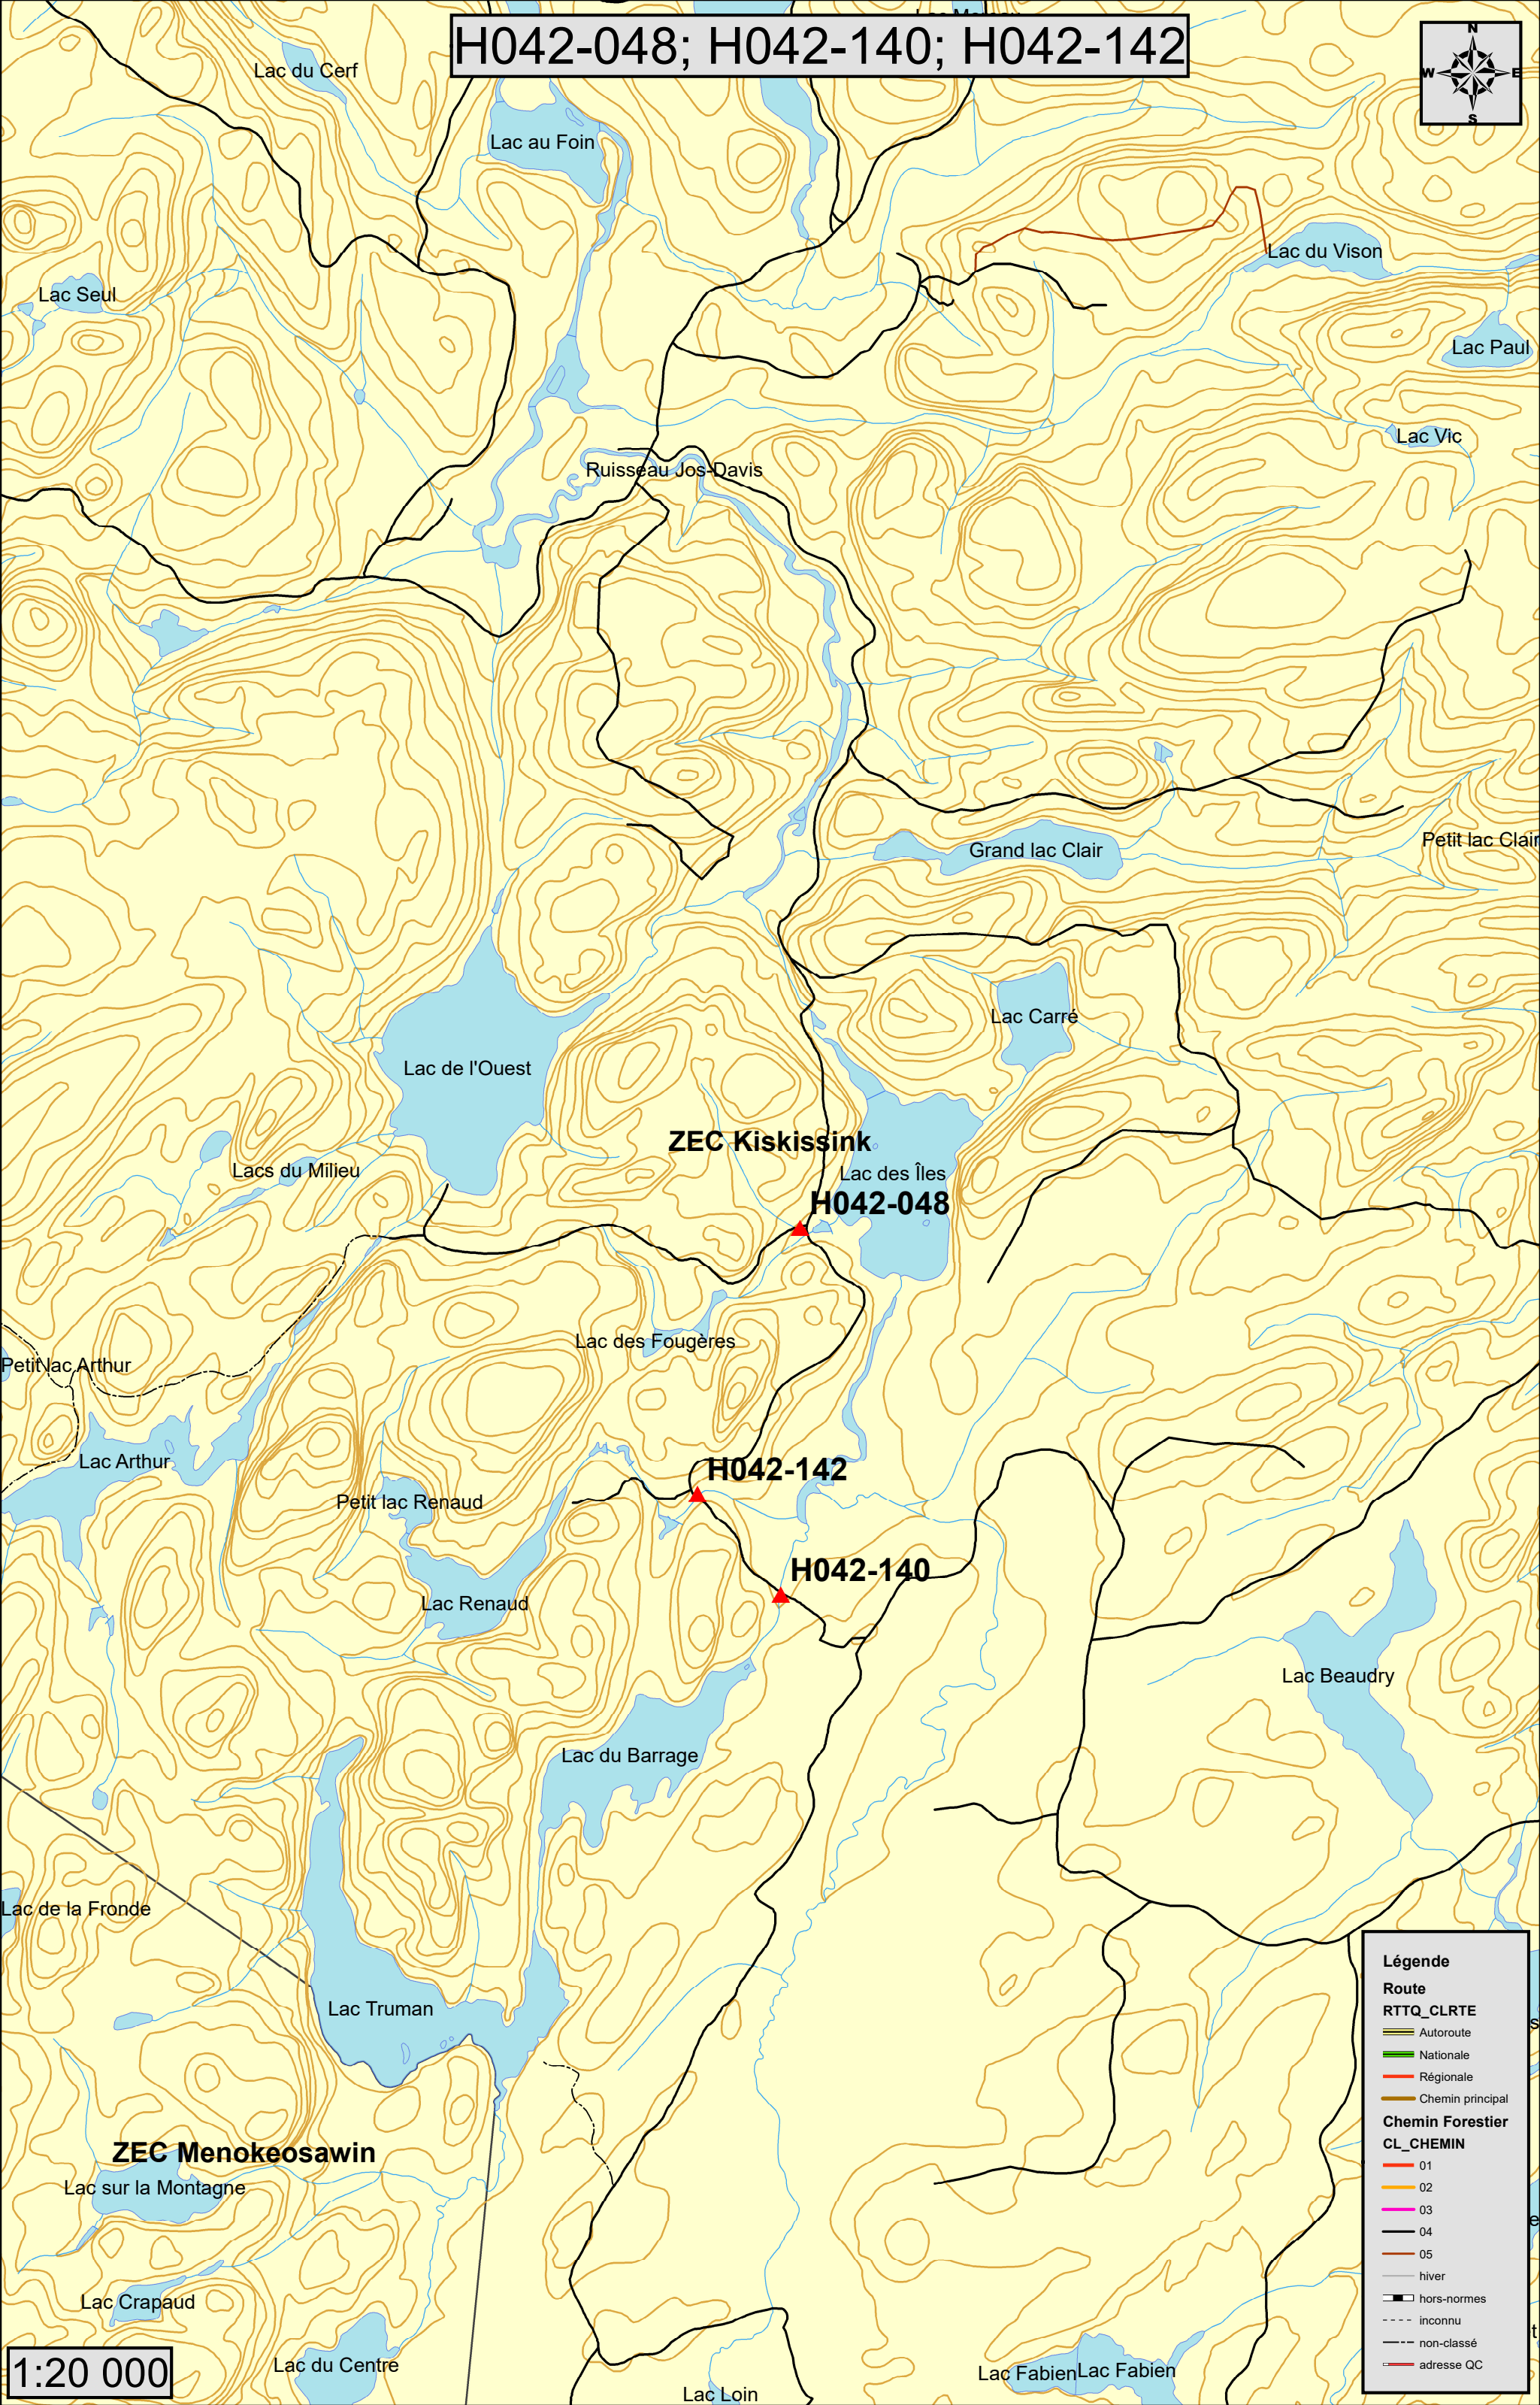 H042-048; H042-140; H042-142
N
W E
S
Lac du Cerf
Lac au Foin
Lac du Vison
Lac Seul
Lac Paul
Lac Vic
Ruisseau Jos-Davis
Petit lac Clair
Grand lac Clair
Lac Carré
Lac de l'Ouest
ZEC Kiskissink
Lacs du Milieu
Lac des Îles
H042-048
Lac des Fougères
Petit lac Arthur
Lac Arthur
H042-142
Petit lac Renaud
H042-140
Lac Renaud
Lac Beaudry
Lac du Barrage
Lac de la Fronde
Lac Truman
ZEC Menokeosawin
Lac sur la Montagne
Lac Crapaud
Lac du Centre
Lac Fabien
Lac Fabien
Lac Loin
1:20 000
Légende
Route
RTTQ_CLRTE
Autoroute
Nationale
Régionale
Chemin principal
Chemin Forestier
CL_CHEMIN
01
02
03
04
05
hiver
hors-normes
inconnu
non-classé
adresse QC